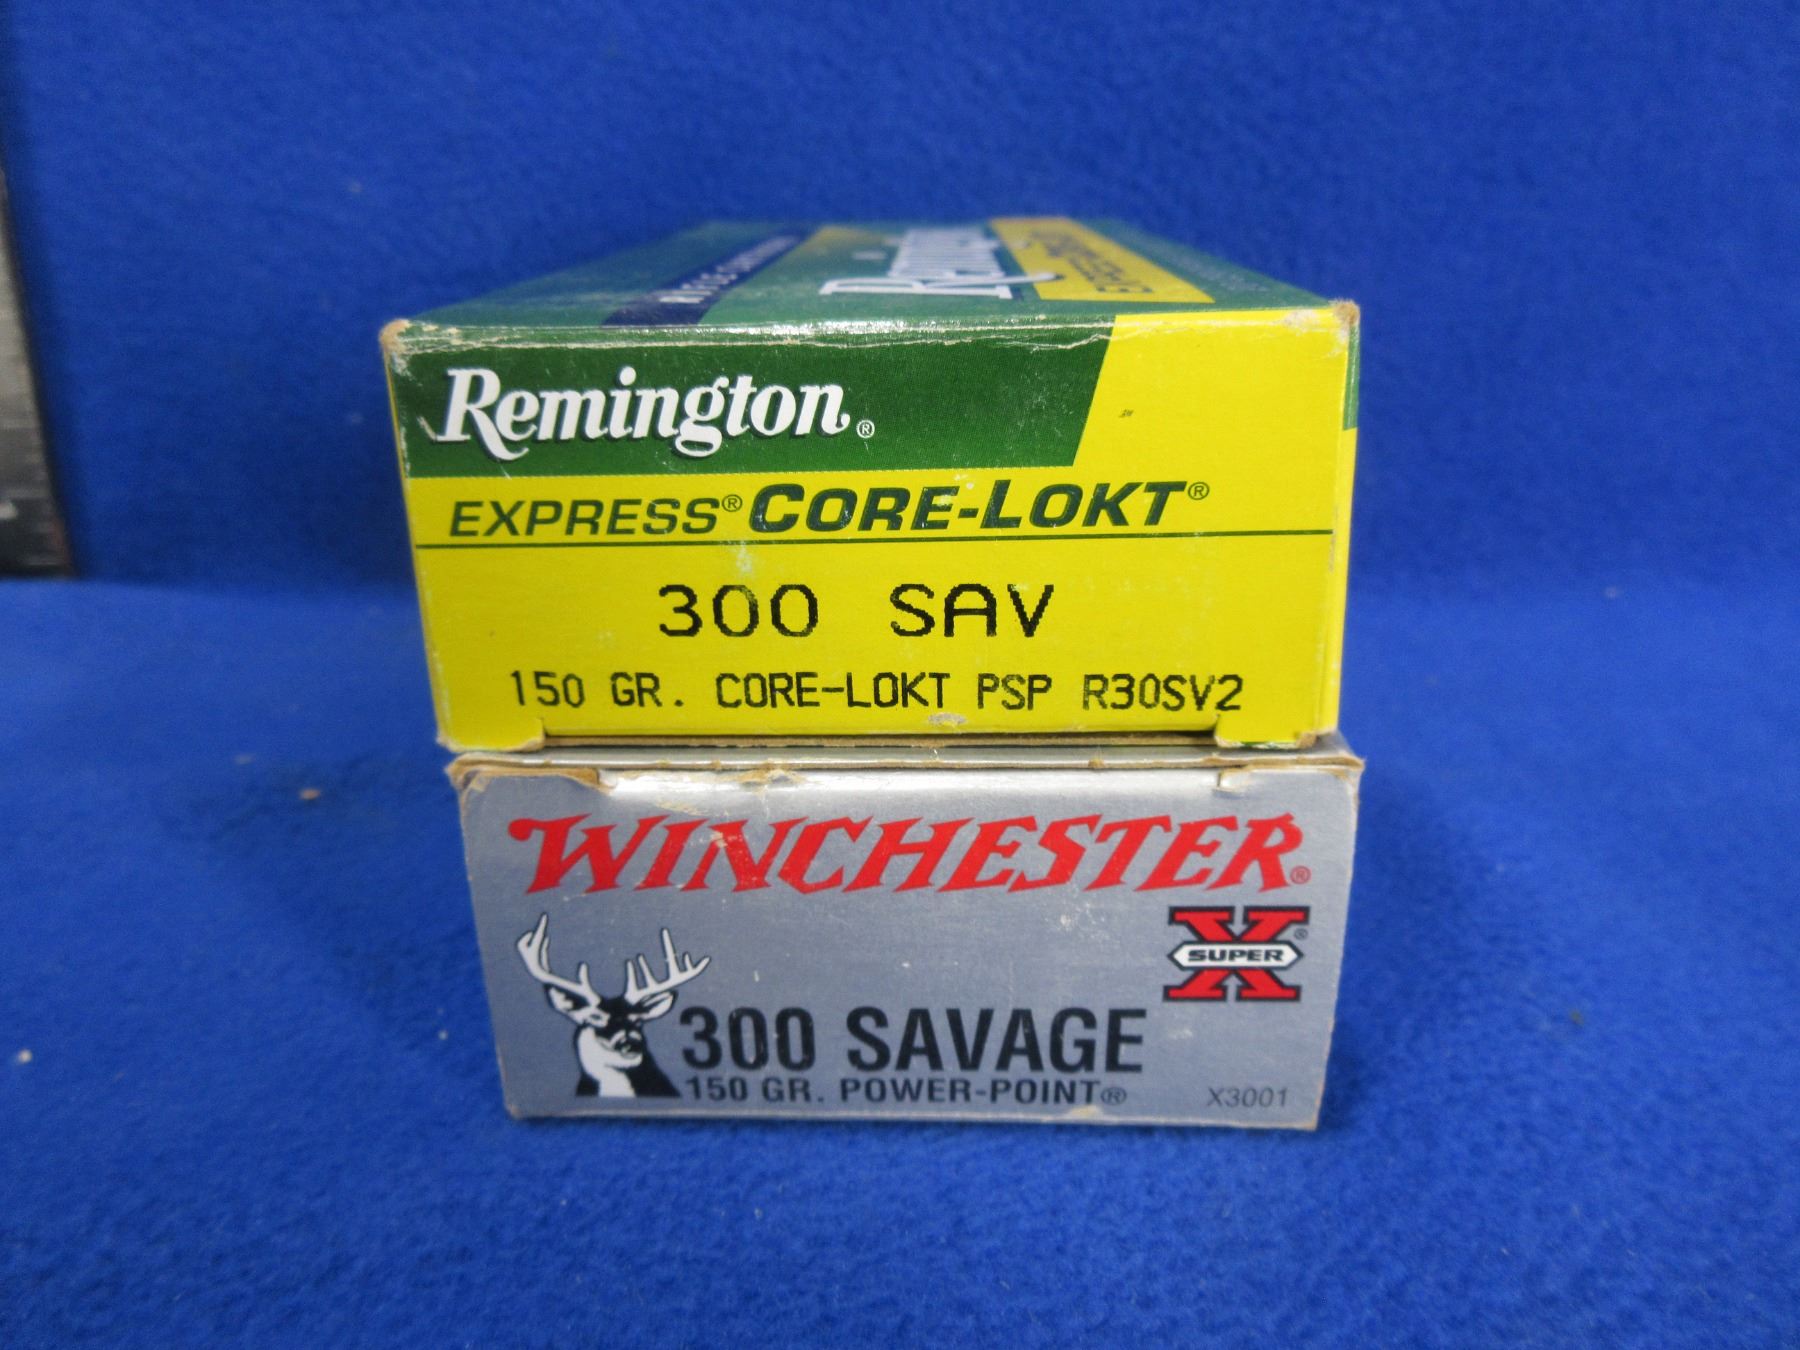 Remington
Remington®
EXPRESS® CORE-LOKT®
300 SAV
150 GR. CORE-LOKT PSP R30SV2
WINCHESTER®
SUPER X®
300 SAVAGE
150 GR. POWER-POINT®
X3001